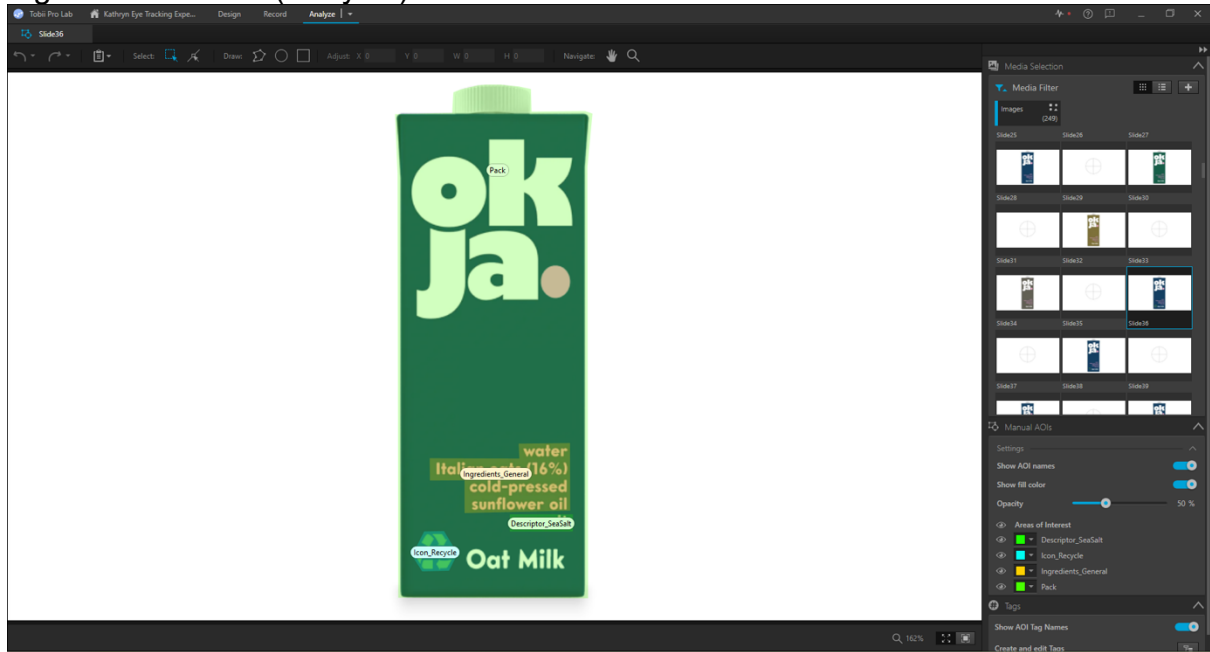 Tobii Pro Lab
Kathryn Eye Tracking Expe...
Design
Record
Analyze
Slide36
Select:
Draw:
Adjust: X 0 Y 0 W 0 H 0
Navigate:
ok
Pack
ja.
water
Italian oats (16%)
Ingredients_General
cold-pressed
sunflower oil
Descriptor_SeaSalt
Icon_Recycle
Oat Milk
162%
Media Selection
Media Filter
Images
(249)
Slide25 Slide26 Slide27
Slide28 Slide29 Slide30
Slide31 Slide32 Slide33
Slide34 Slide35 Slide36
Slide37 Slide38 Slide39
Manual AOIs
Settings
Show AOI names
Show fill color
Opacity 50 %
Areas of Interest
Descriptor_SeaSalt
Icon_Recycle
Ingredients_General
Pack
Tags
Show AOI Tag Names
Create and edit Tags